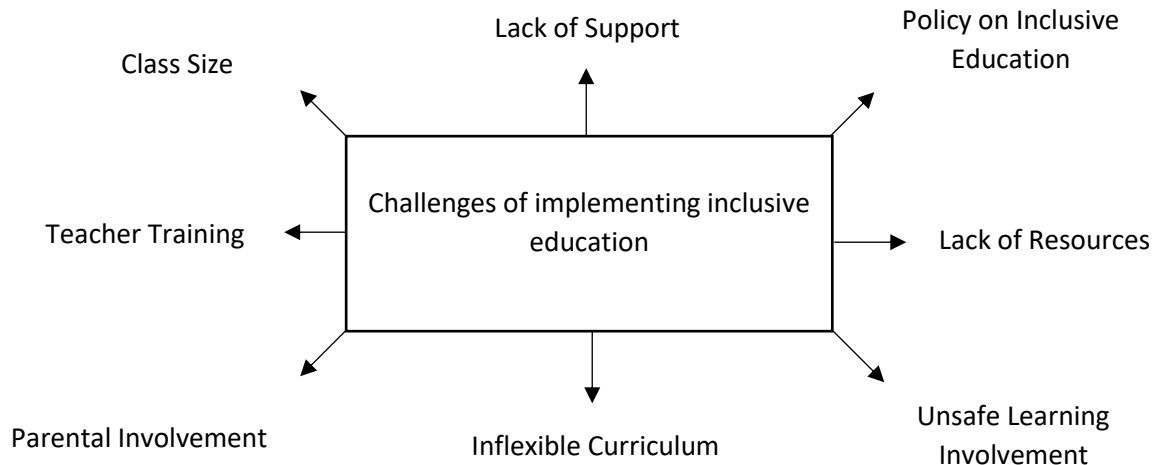 Lack of Support
Policy on Inclusive
Education
Class Size
Challenges of implementing inclusive
education
Teacher Training
Lack of Resources
Parental Involvement
Inflexible Curriculum
Unsafe Learning
Involvement